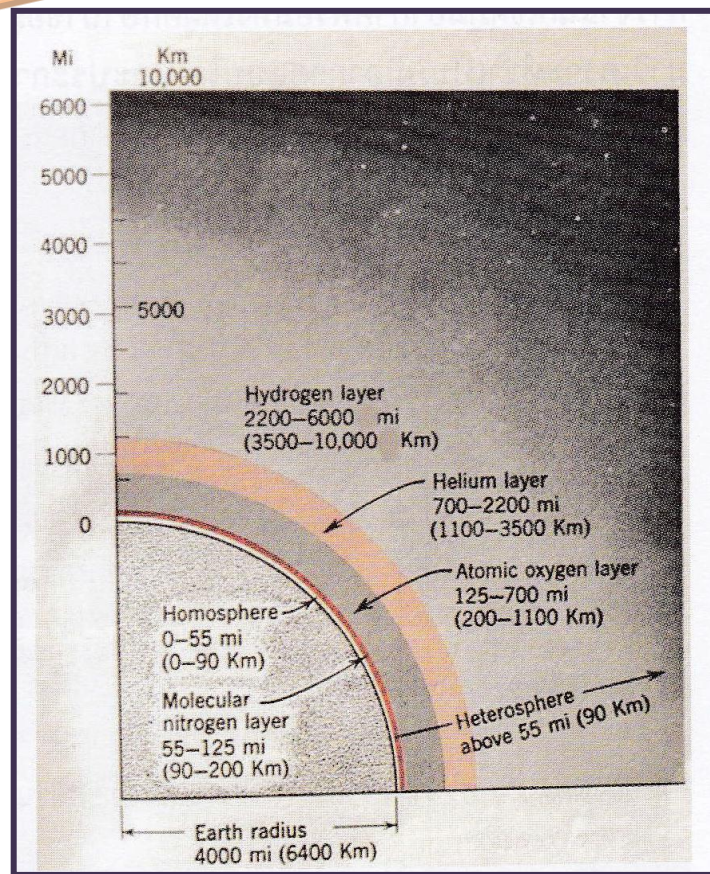 Mi
Km
10,000
6000
5000
4000
3000
5000
2000
1000
0
Hydrogen layer
2200–6000 mi
(3500–10,000 Km)
Helium layer
700–2200 mi
(1100–3500 Km)
Atomic oxygen layer
125–700 mi
(200–1100 Km)
Homosphere
0–55 mi
(0–90 Km)
Molecular
nitrogen layer
55–125 mi
(90–200 Km)
Heterosphere
above 55 mi (90 Km)
Earth radius
4000 mi (6400 Km)